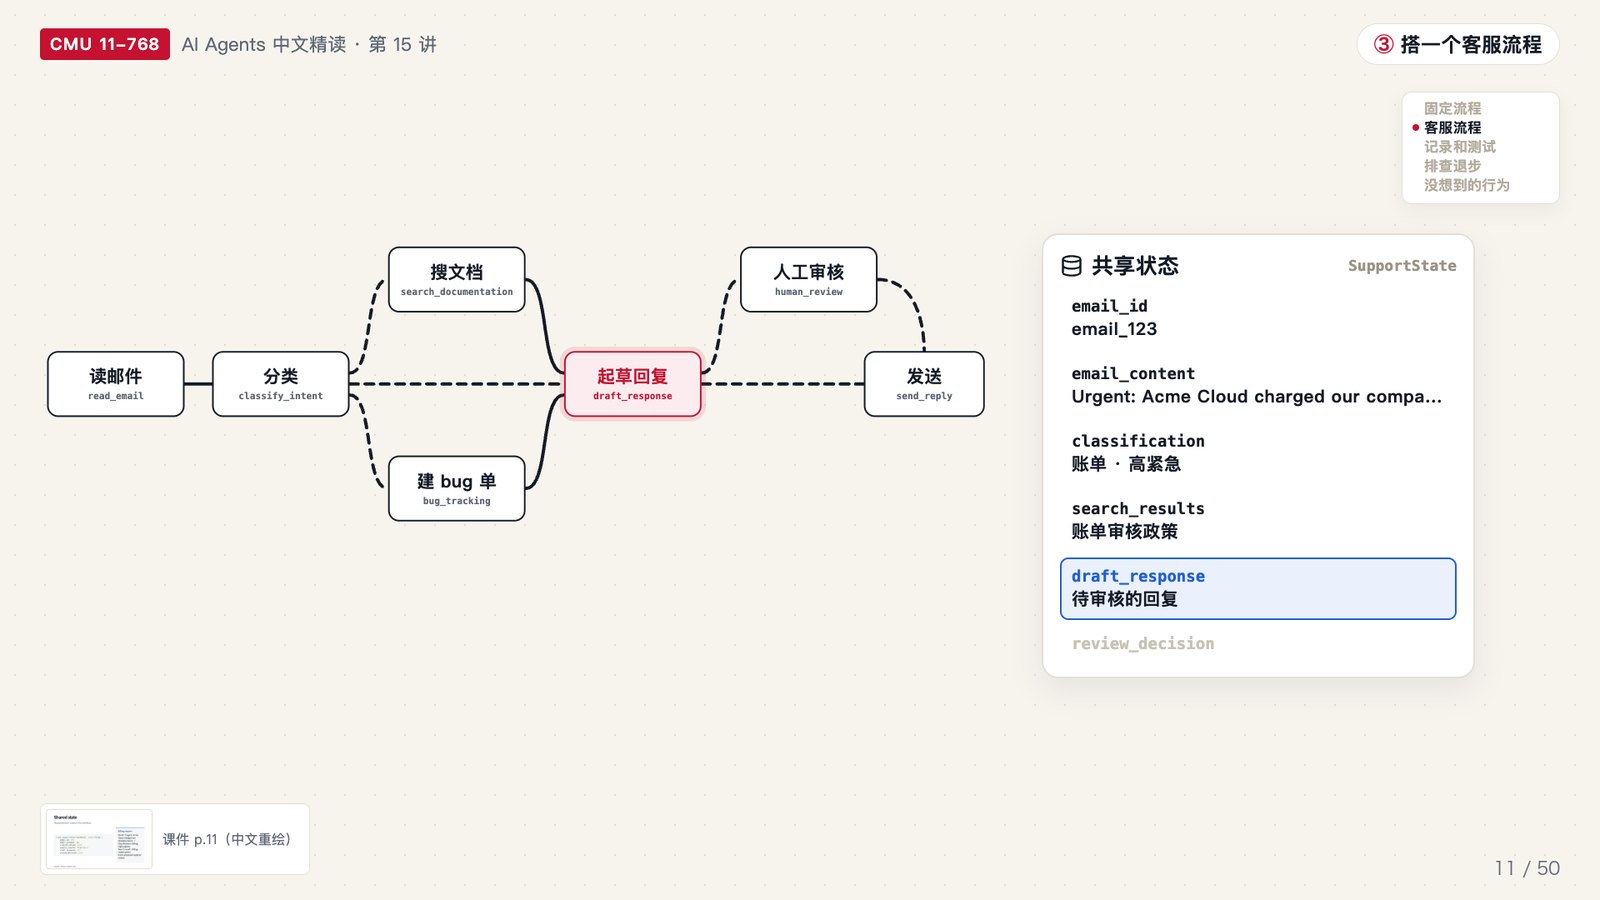 CMU 11-768
AI Agents 中文精读 · 第 15 讲
③ 搭一个客服流程
固定流程
客服流程
记录和测试
排查退步
没想到的行为
搜文档
search_documentation
人工审核
human_review
读邮件
read_email
分类
classify_intent
起草回复
draft_response
发送
send_reply
建 bug 单
bug_tracking
共享状态
SupportState
email_id
email_123
email_content
Urgent: Acme Cloud charged our compa...
classification
账单 · 高紧急
search_results
账单审核政策
draft_response
待审核的回复
review_decision
Shared state
课件 p.11（中文重绘）
11 / 50